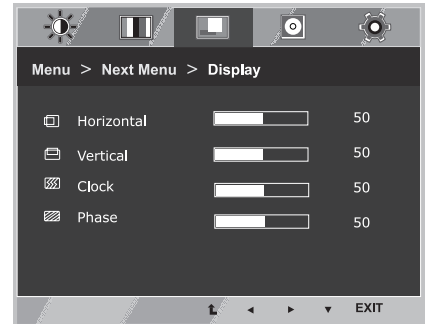 Menu > Next Menu > Display
Horizontal 50
Vertical 50
Clock 50
Phase 50
EXIT